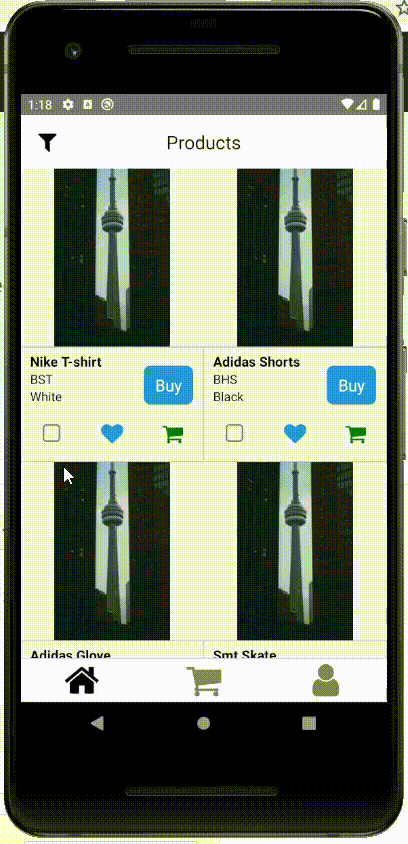 1:18
Products
Nike T-shirt
BST
White
Buy
Adidas Shorts
BHS
Black
Buy
Adidas Glove
Smt Skate